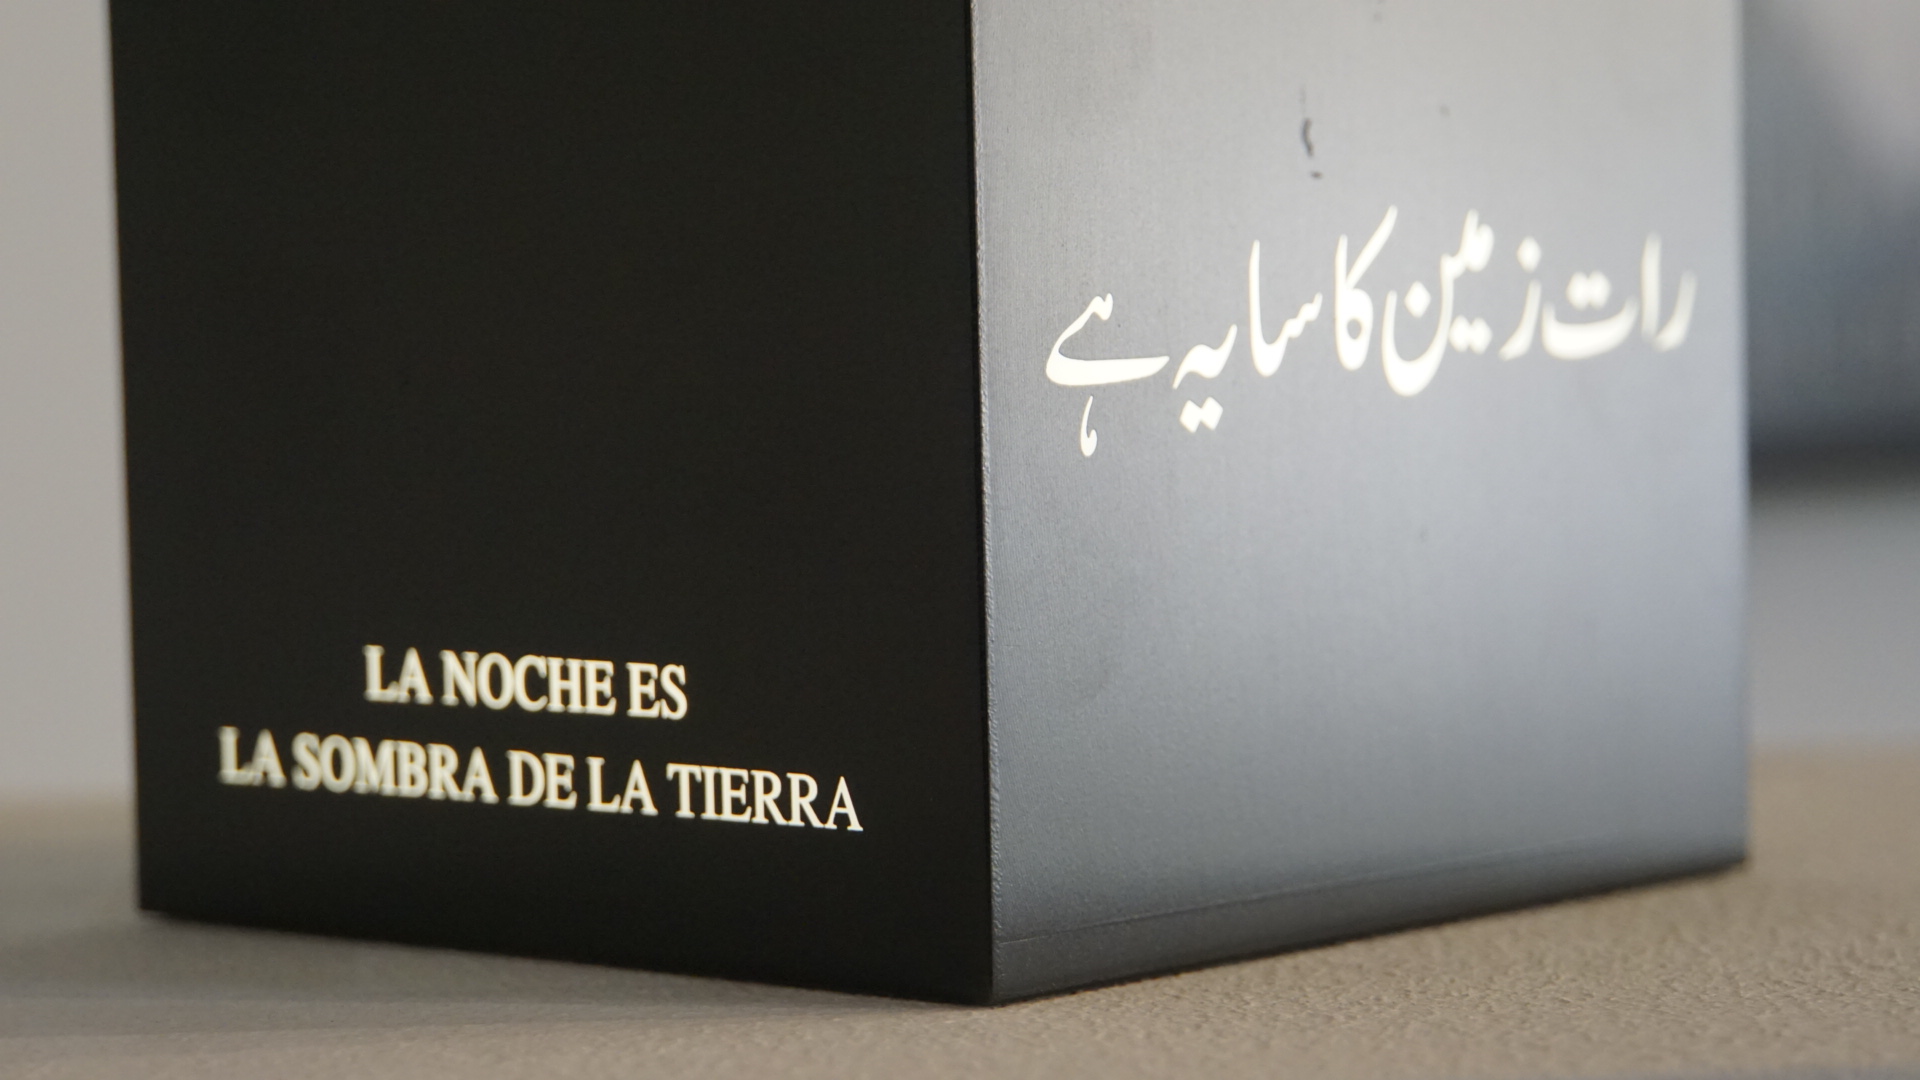 LA NOCHE ES
LA SOMBRA DE LA TIERRA
رات زمین کا سایہ ہے